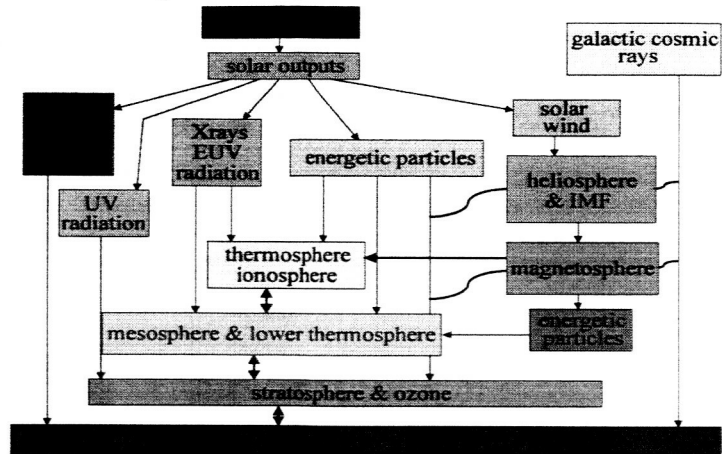 solar outputs
galactic cosmic
rays
solar
wind
Xrays
EUV
radiation
energetic particles
heliosphere
& IMF
UV
radiation
thermosphere
ionosphere
magnetosphere
mesosphere & lower thermosphere
energetic
particles
stratosphere & ozone